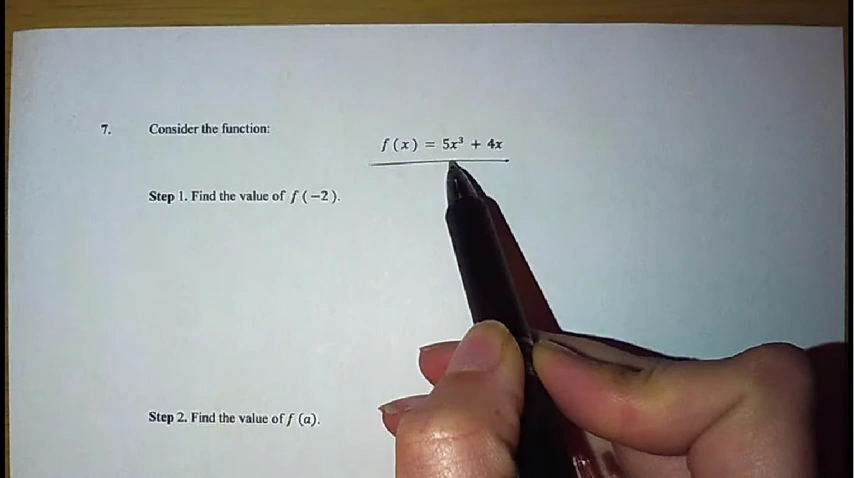 7. Consider the function:
f (x) = 5x³ + 4x
Step 1. Find the value of f (−2).
Step 2. Find the value of f (a).